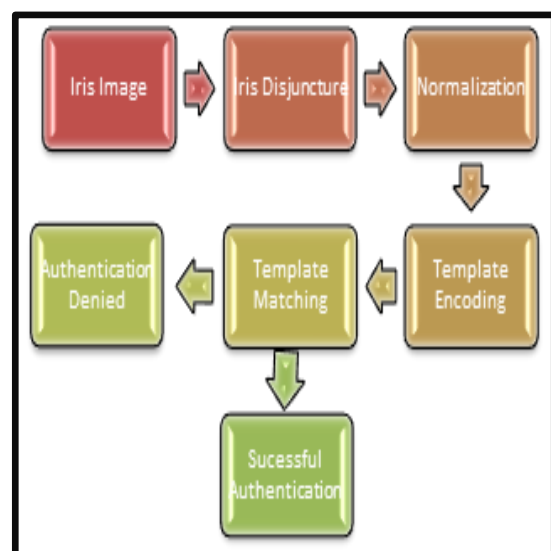 Iris Image
Iris Disjuncture
Normalization
Authentication
Denied
Template
Matching
Template
Encoding
Sucessful
Authentication